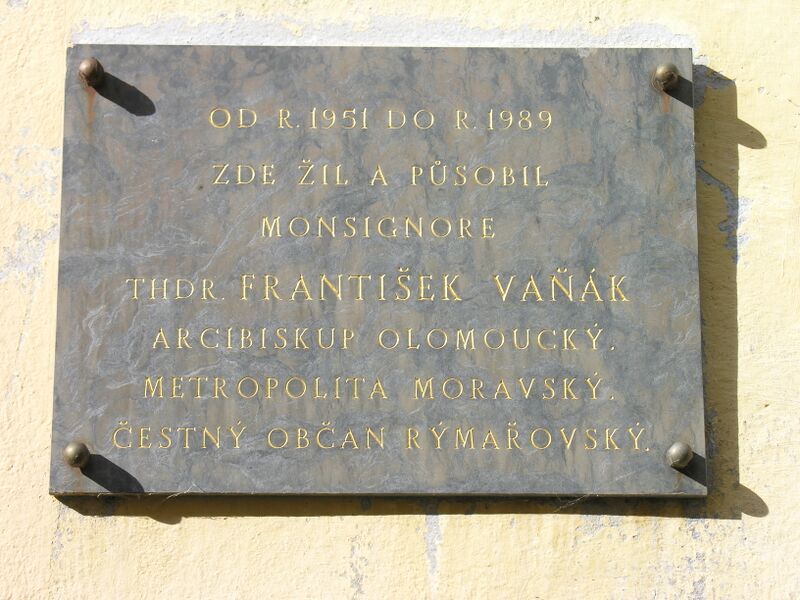 OD R. 1951 DO R. 1989
ZDE ŽIL A PŮSOBIL
MONSIGNORE
THDR. FRANTIŠEK VAŇÁK
ARCIBISKUP OLOMOUCKÝ,
METROPOLITA MORAVSKÝ,
ČESTNÝ OBČAN RÝMAŘOVSKÝ.